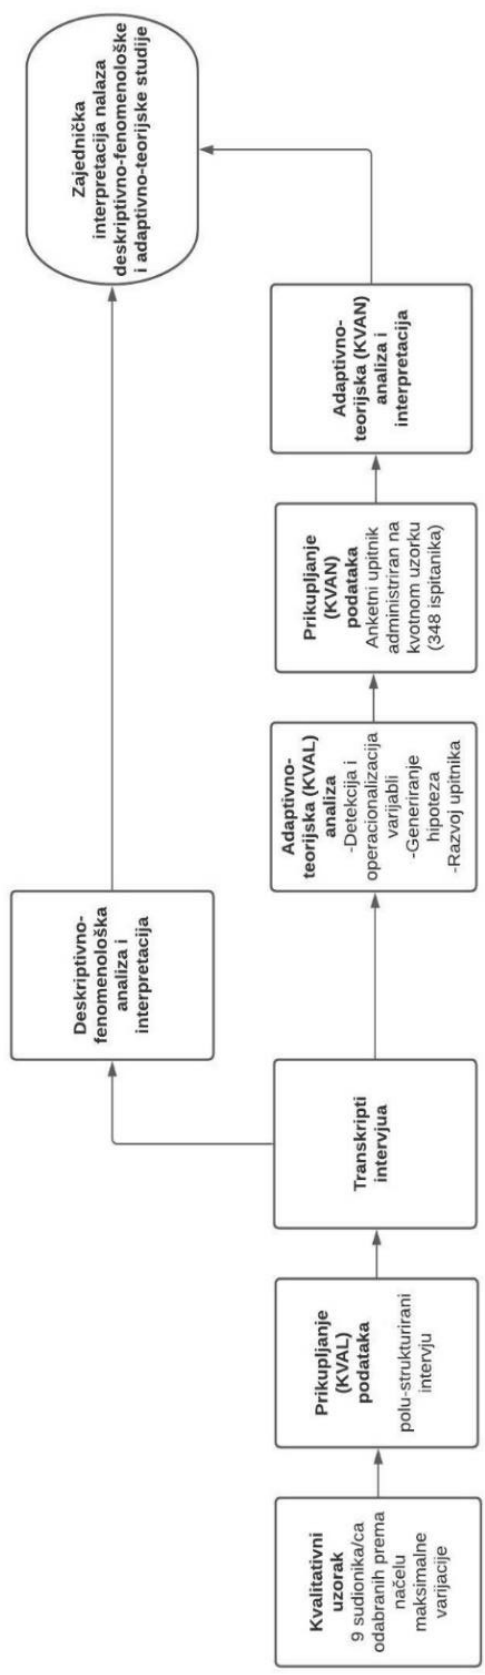 Kvalitativni
uzorak
9 sudionika/ca
odabranih prema
načelu
maksimalne
varijacije
Prikupljanje
(KVAL)
podataka
polu-strukturirani
intervju
Transkripti
intervjua
Deskriptivno-
fenomenološka
analiza i
interpretacija
Adaptivno-
teorijska (KVAL)
analiza
-Detekcija i
operacionalizacija
varijabli
-Generiranje
hipoteza
-Razvoj upitnika
Prikupljanje
(KVAN)
podataka
Anketni upitnik
administriran na
kvotnom uzorku
(348 ispitanika)
Adaptivno-
teorijska (KVAN)
analiza i
interpretacija
Zajednička
interpretacija nalaza
deskriptivno-fenomenološke
i adaptivno-teorijske studije